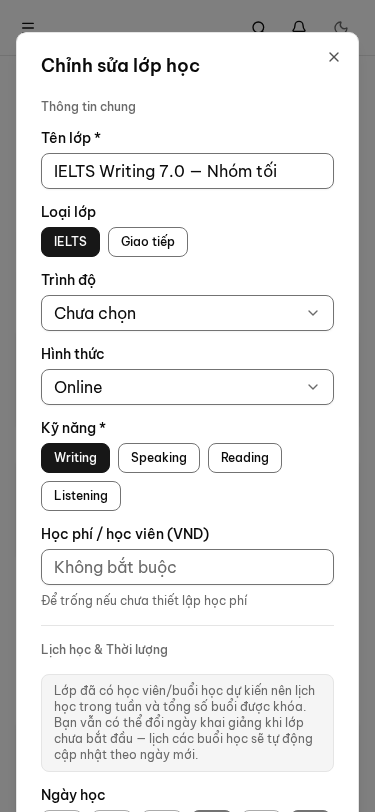 Chỉnh sửa lớp học
Thông tin chung
Tên lớp *
IELTS Writing 7.0 — Nhóm tối
Loại lớp
IELTS
Giao tiếp
Trình độ
Chưa chọn
Hình thức
Online
Kỹ năng *
Writing
Speaking
Reading
Listening
Học phí / học viên (VND)
Không bắt buộc
Để trống nếu chưa thiết lập học phí
Lịch học & Thời lượng
Lớp đã có học viên/buổi học dự kiến nên lịch
học trong tuần và tổng số buổi được khóa.
Bạn vẫn có thể đổi ngày khai giảng khi lớp
chưa bắt đầu — lịch các buổi học sẽ tự động
cập nhật theo ngày mới.
Ngày học